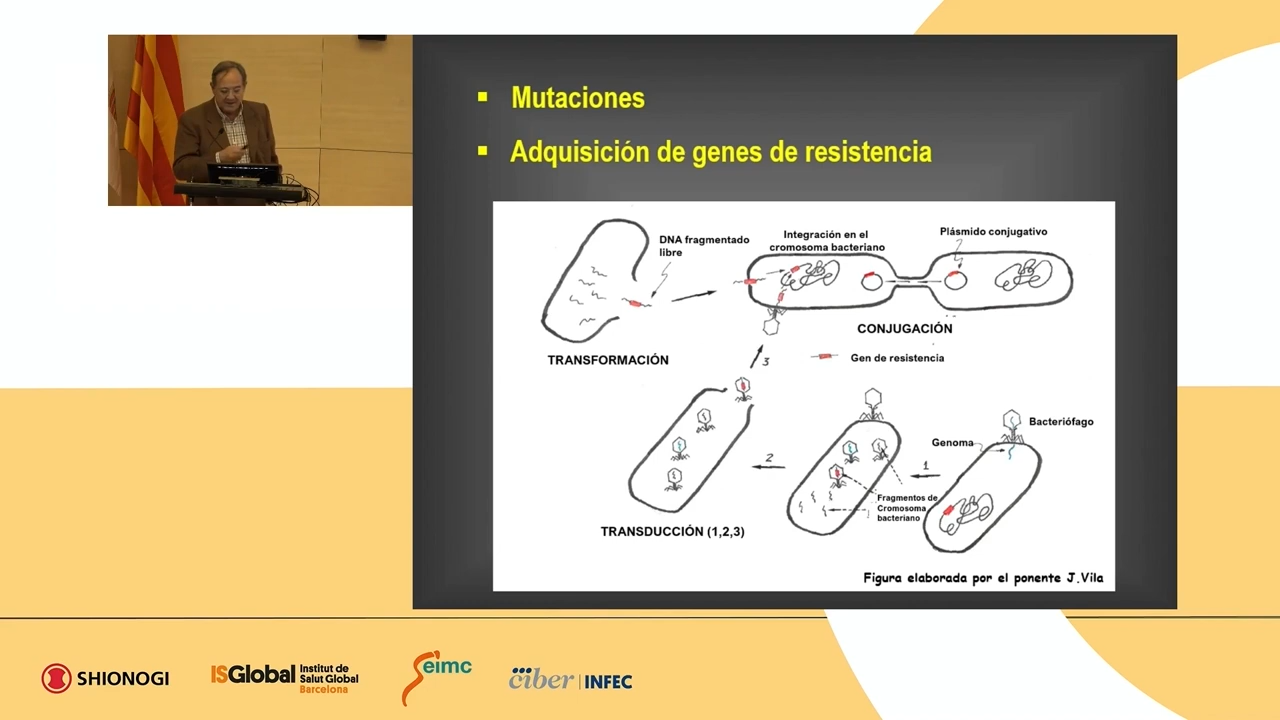 ▪ Mutaciones
▪ Adquisición de genes de resistencia
DNA fragmentado
libre
Integración en el
cromosoma bacteriano
Plásmido conjugativo
CONJUGACIÓN
TRANSFORMACIÓN
3
Gen de resistencia
Bacteriófago
Genoma
2
1
Fragmentos de
Cromosoma
bacteriano
TRANSDUCCIÓN (1,2,3)
Figura elaborada por el ponente J.Vila
SHIONOGI
ISGlobal
Institut de
Salut Global
Barcelona
Seimc
ciber | INFEC